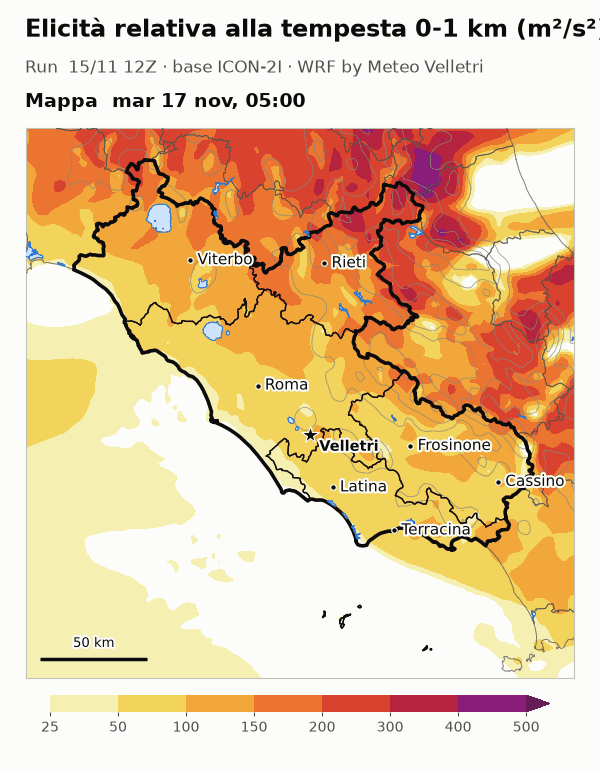 Elicità relativa alla tempesta 0-1 km (m²/s²)
Run 15/11 12Z · base ICON-2I · WRF by Meteo Velletri
Mappa mar 17 nov, 05:00
Viterbo
Rieti
Roma
Velletri
Frosinone
Cassino
Latina
Terracina
50 km
25 50 100 150 200 300 400 500